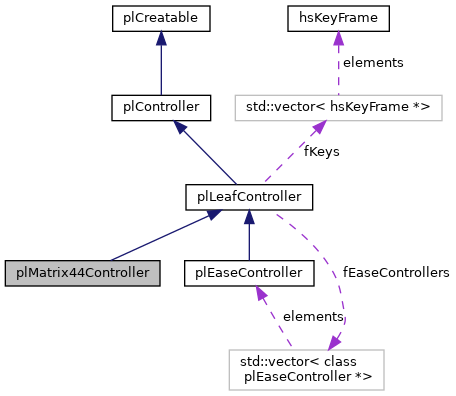 plCreatable
hsKeyFrame
elements
plController
std::vector< hsKeyFrame *>
fKeys
plLeafController
plMatrix44Controller
plEaseController
fEaseControllers
elements
std::vector< class
plEaseController *>